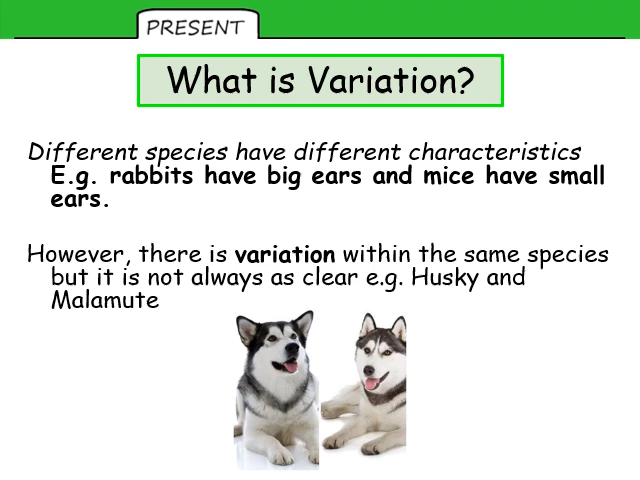 PRESENT
What is Variation?
Different species have different characteristics
E.g. rabbits have big ears and mice have small
ears.
However, there is variation within the same species
but it is not always as clear e.g. Husky and
Malamute